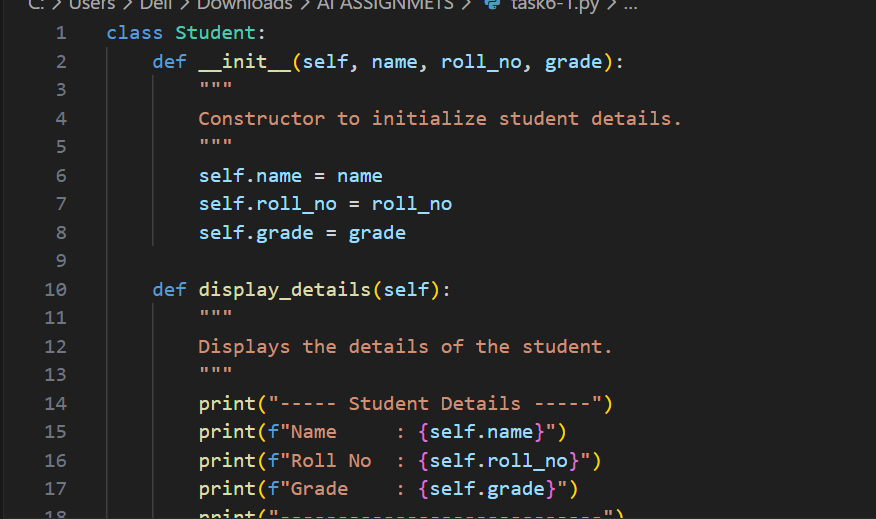 C: > Users > Dell > Downloads > AI ASSIGNMETS > task6-1.py > ...
1 class Student:
2     def __init__(self, name, roll_no, grade):
3         """
4         Constructor to initialize student details.
5         """
6         self.name = name
7         self.roll_no = roll_no
8         self.grade = grade
9
10     def display_details(self):
11         """
12         Displays the details of the student.
13         """
14         print("----- Student Details -----")
15         print(f"Name     : {self.name}")
16         print(f"Roll No  : {self.roll_no}")
17         print(f"Grade    : {self.grade}")
18         print("----------------------------")